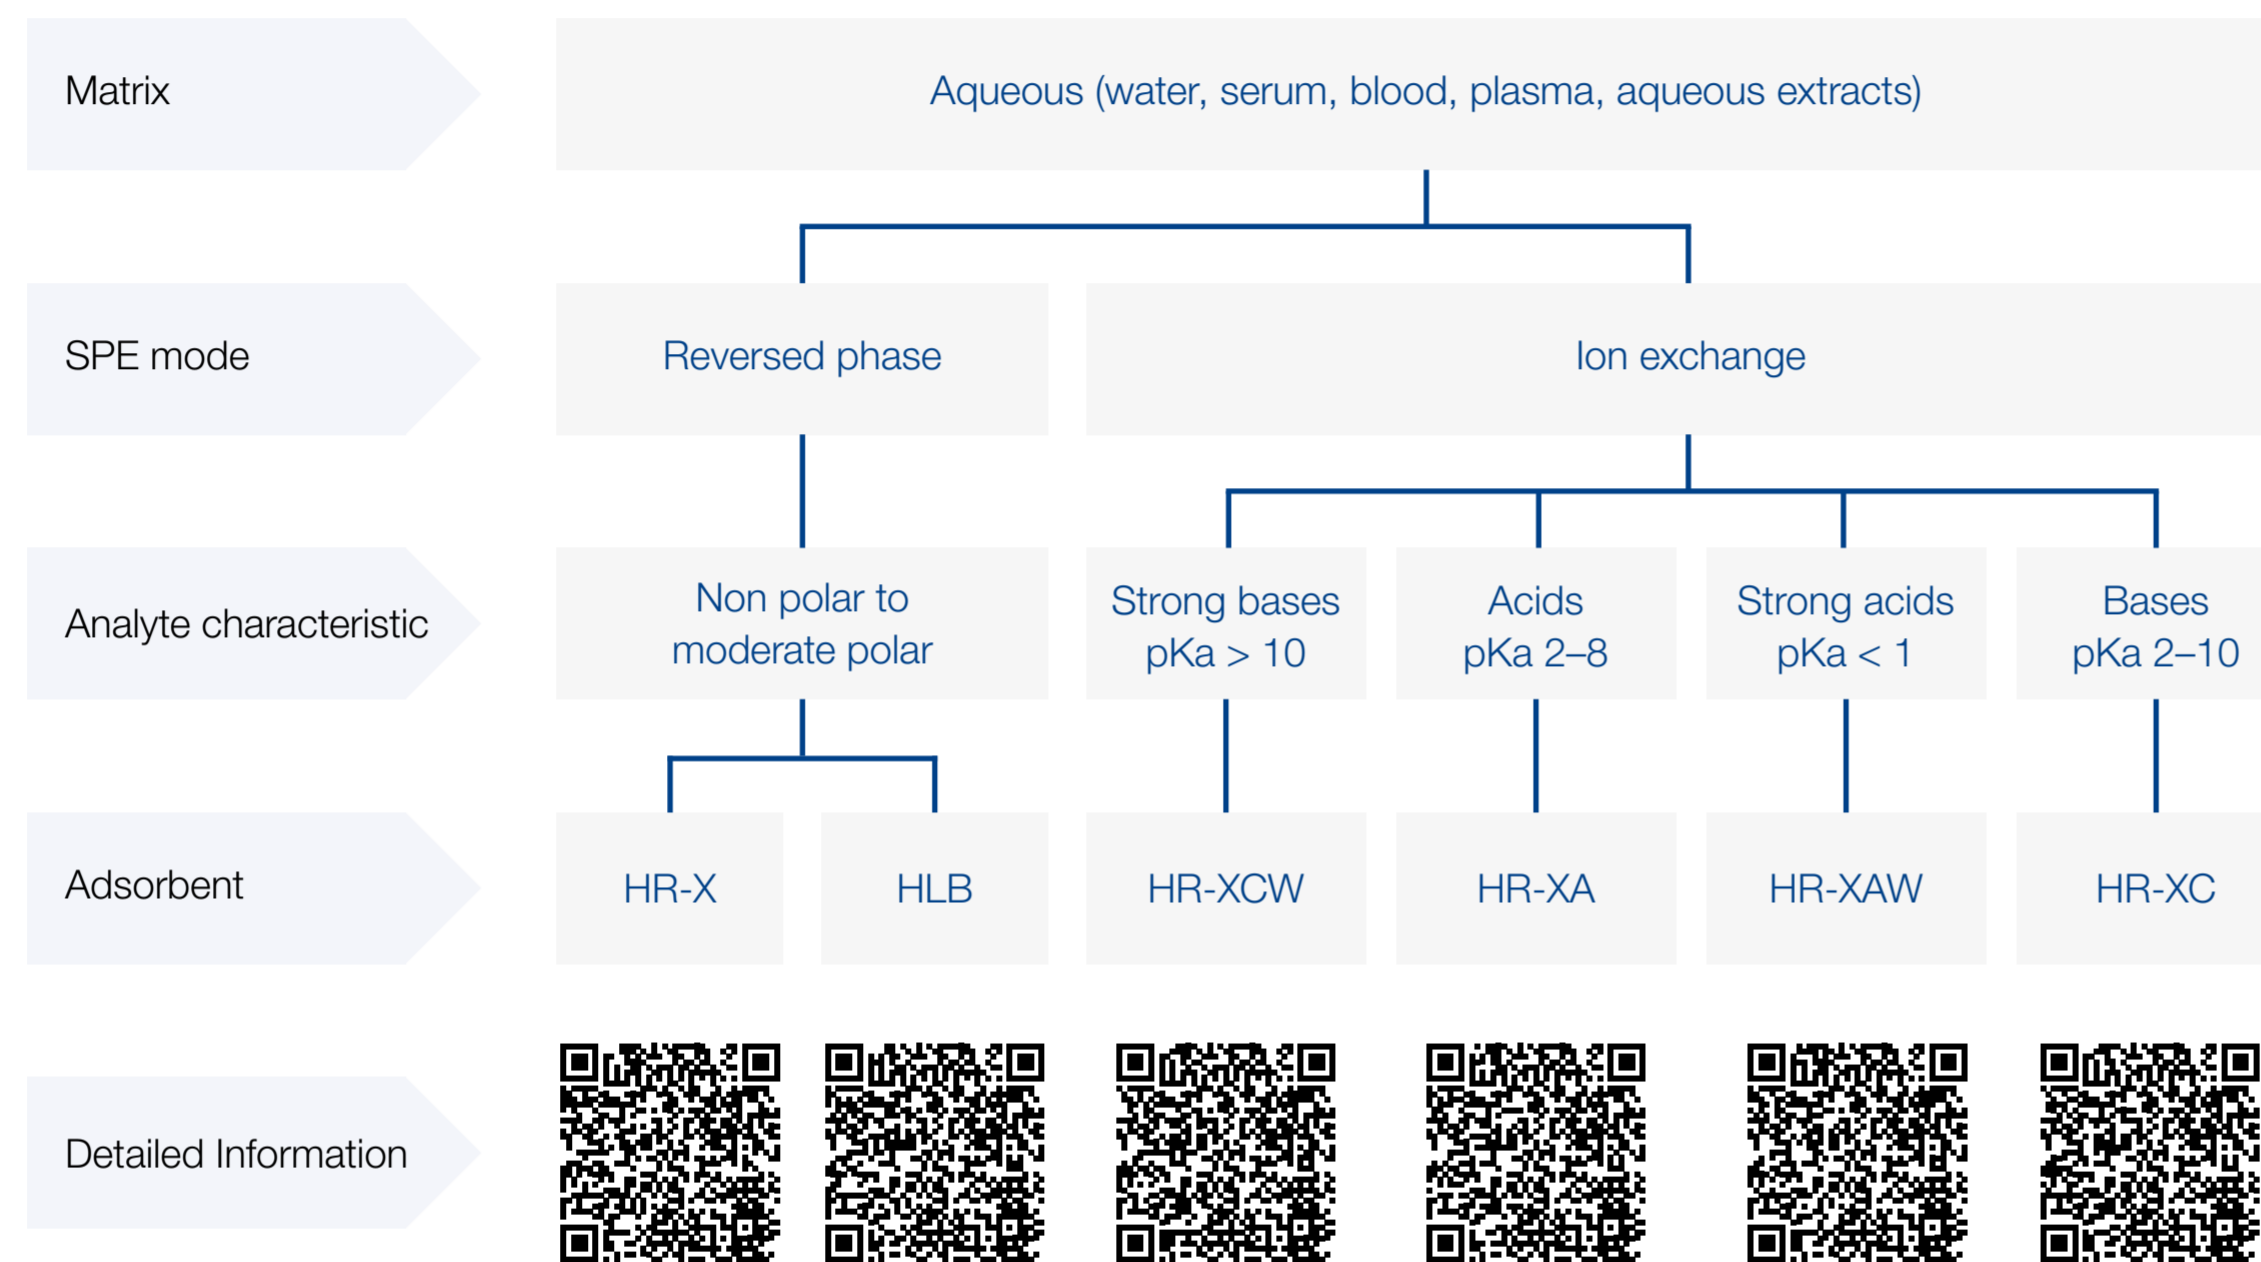 Matrix
Aqueous (water, serum, blood, plasma, aqueous extracts)
SPE mode
Reversed phase
Ion exchange
Analyte characteristic
Non polar to
moderate polar
Strong bases
pKa > 10
Acids
pKa 2–8
Strong acids
pKa < 1
Bases
pKa 2–10
Adsorbent
HR-X
HLB
HR-XCW
HR-XA
HR-XAW
HR-XC
Detailed Information